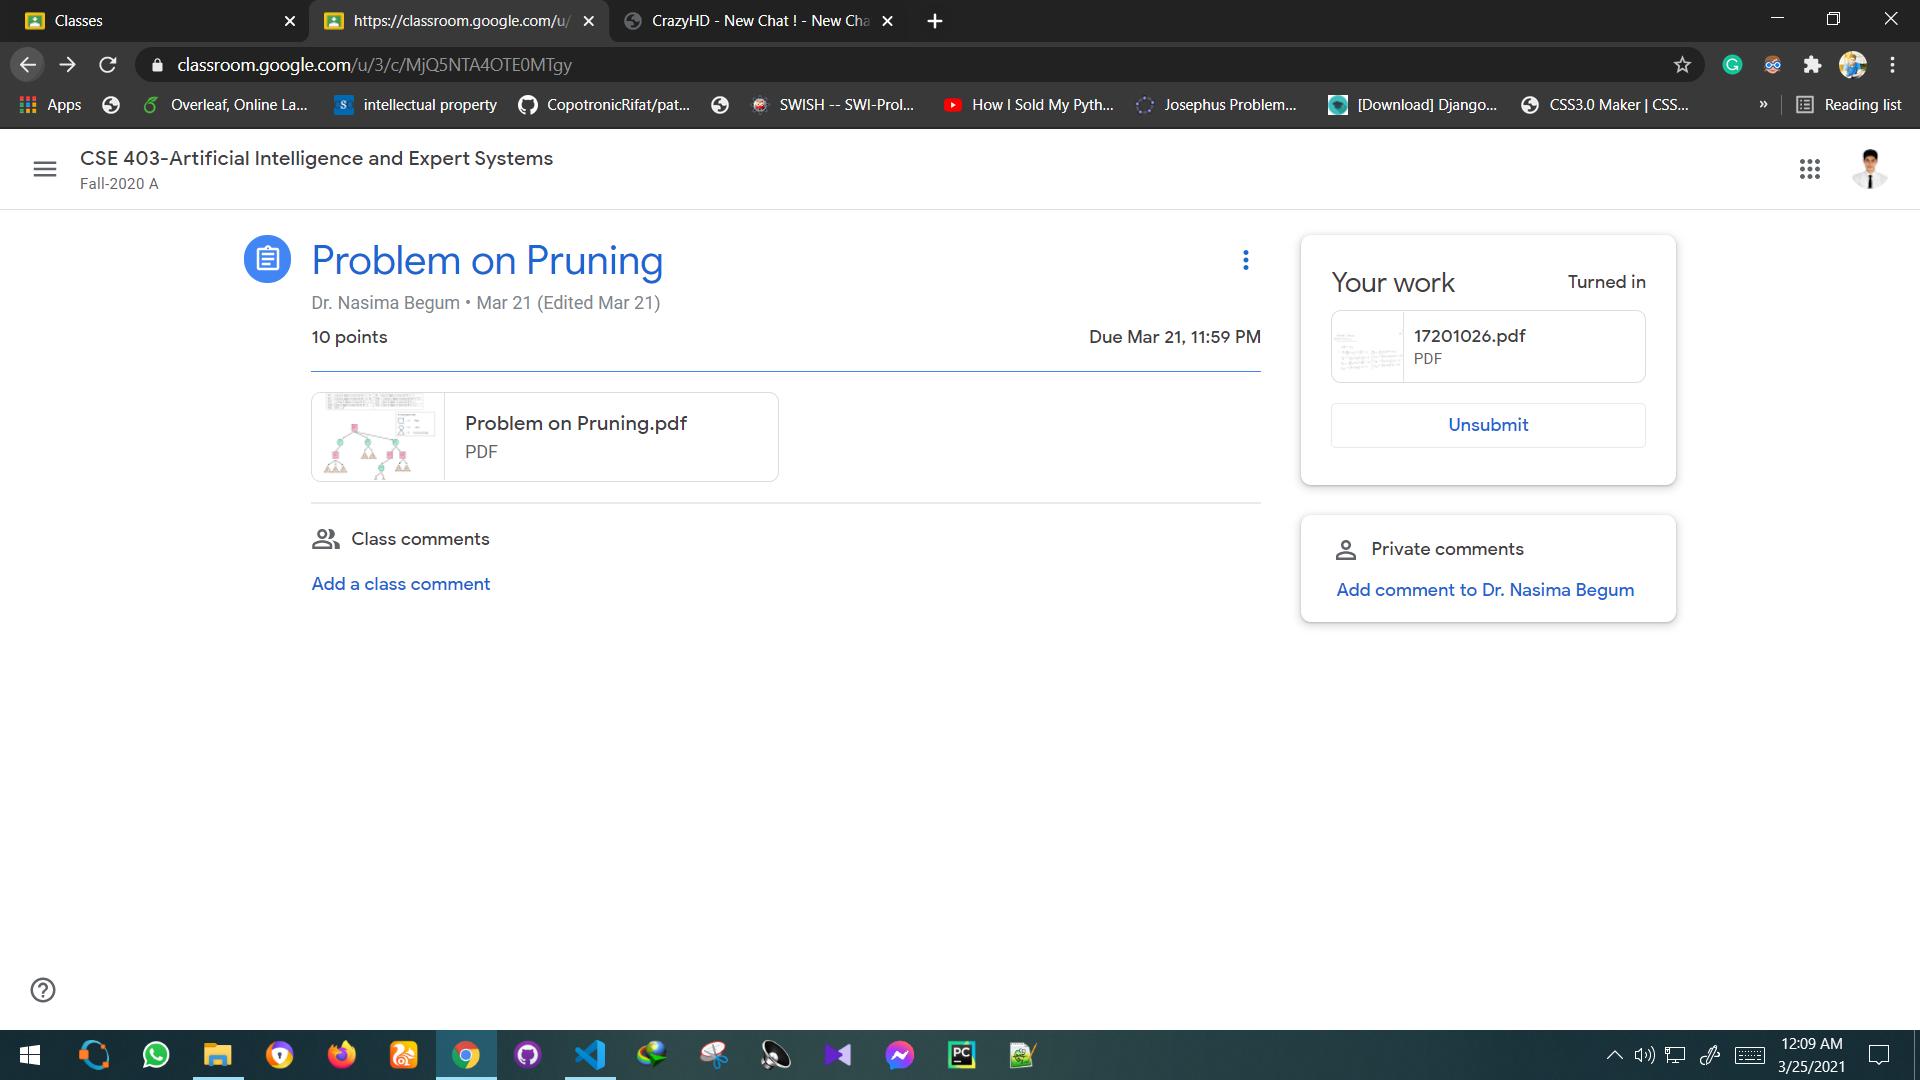 Classes
https://classroom.google.com/u/
CrazyHD - New Chat ! - New Cha
classroom.google.com/u/3/c/MjQ5NTA4OTE0MTgy
Apps
Overleaf, Online La...
intellectual property
CopotronicRifat/pat...
SWISH -- SWI-Prol...
How I Sold My Pyth...
Josephus Problem...
[Download] Django...
CSS3.0 Maker | CSS...
»
Reading list
CSE 403-Artificial Intelligence and Expert Systems
Fall-2020 A
Problem on Pruning
Dr. Nasima Begum • Mar 21 (Edited Mar 21)
10 points
Due Mar 21, 11:59 PM
Problem on Pruning.pdf
PDF
Class comments
Add a class comment
Your work
Turned in
17201026.pdf
PDF
Unsubmit
Private comments
Add comment to Dr. Nasima Begum
12:09 AM
3/25/2021